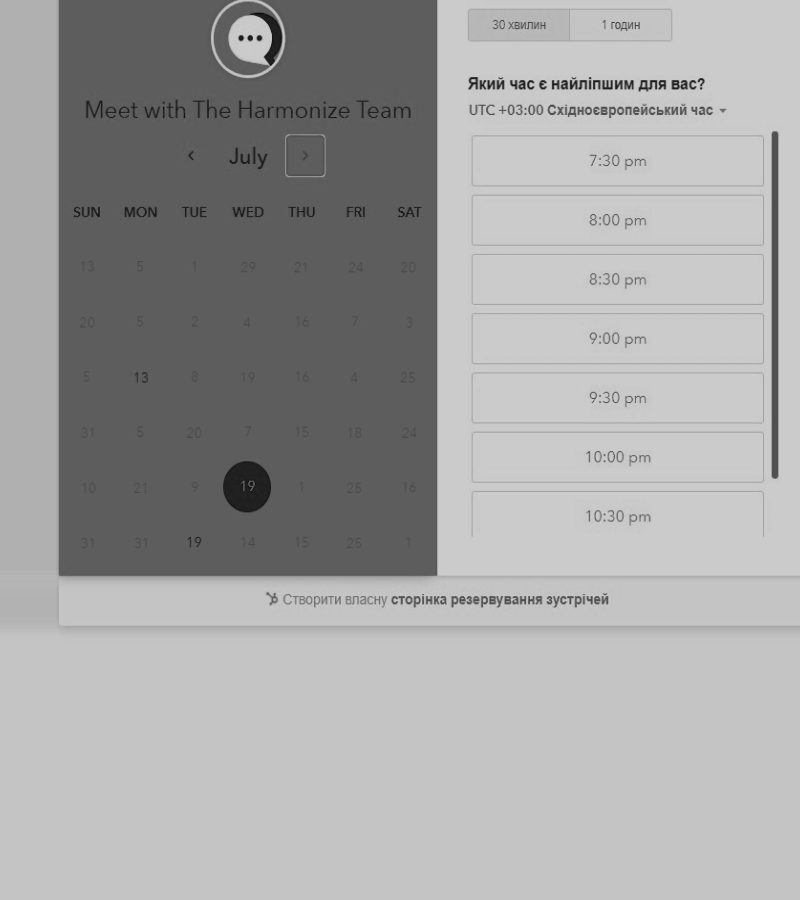 30 хвилин 1 годин
Meet with The Harmonize Team
Який час є найліпшим для вас?
UTC +03:00 Східноєвропейський час
July
SUN MON TUE WED THU FRI SAT
13 5 1 29 21 24 20
20 5 2 4 16 7 3
5 13 8 19 16 4 25
31 5 20 7 15 18 24
10 21 9 19 1 25 16
31 31 19 14 15 25 1
7:30 pm
8:00 pm
8:30 pm
9:00 pm
9:30 pm
10:00 pm
10:30 pm
Створити власну сторінка резервування зустрічей